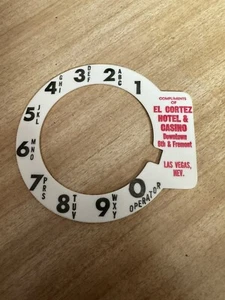 1
ABC
2
DEF
3
GHI
4
JKL
5
MNO
6
PRS
7
TUV
8
WXY
9
OPERATOR
0
COMPLIMENTS
OF
EL CORTEZ
HOTEL &
CASINO
Downtown
6th & Fremont
LAS VEGAS,
NEV.